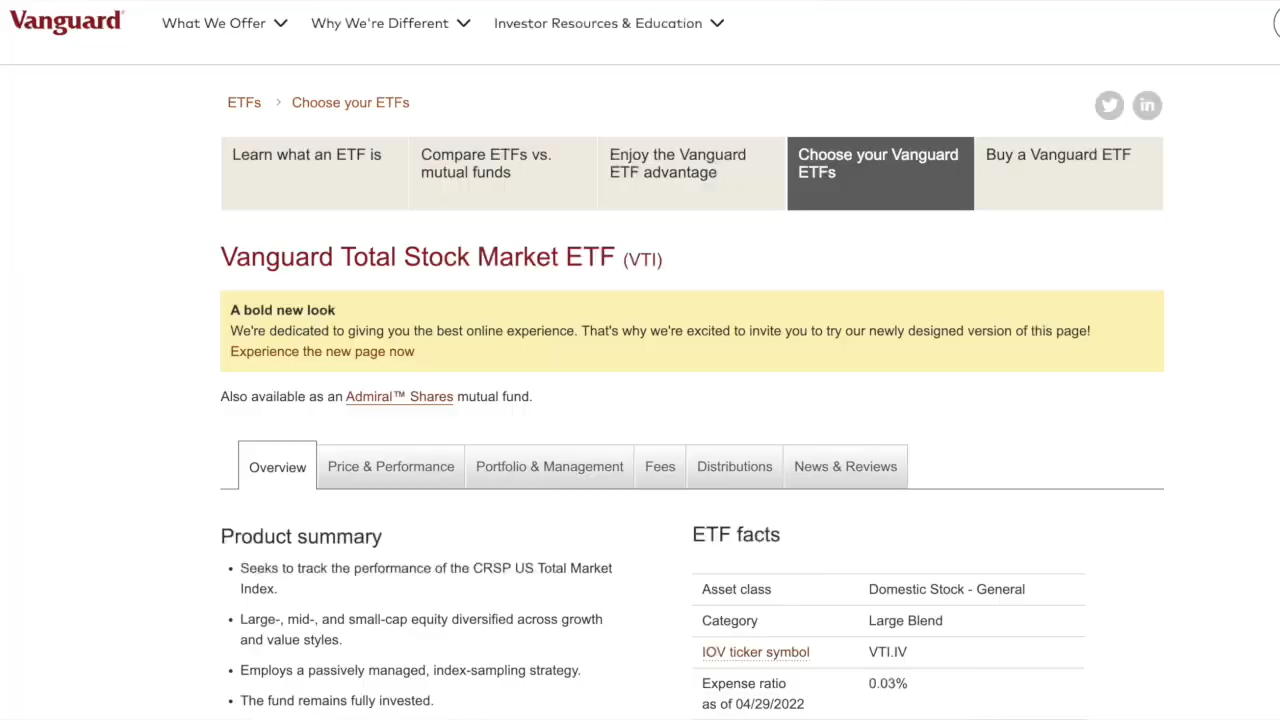 Vanguard
What We Offer
Why We're Different
Investor Resources & Education
ETFs
Choose your ETFs
in
Learn what an ETF is
Compare ETFs vs.
mutual funds
Enjoy the Vanguard
ETF advantage
Choose your Vanguard
ETFs
Buy a Vanguard ETF
Vanguard Total Stock Market ETF (VTI)
A bold new look
We're dedicated to giving you the best online experience. That's why we're excited to invite you to try our newly designed version of this page!
Experience the new page now
Also available as an Admiral™ Shares mutual fund.
Overview
Price & Performance
Portfolio & Management
Fees
Distributions
News & Reviews
Product summary
• Seeks to track the performance of the CRSP US Total Market
Index.
• Large-, mid-, and small-cap equity diversified across growth
and value styles.
• Employs a passively managed, index-sampling strategy.
• The fund remains fully invested.
ETF facts
Asset class Domestic Stock - General
Category Large Blend
IOV ticker symbol VTI.IV
Expense ratio 0.03%
as of 04/29/2022